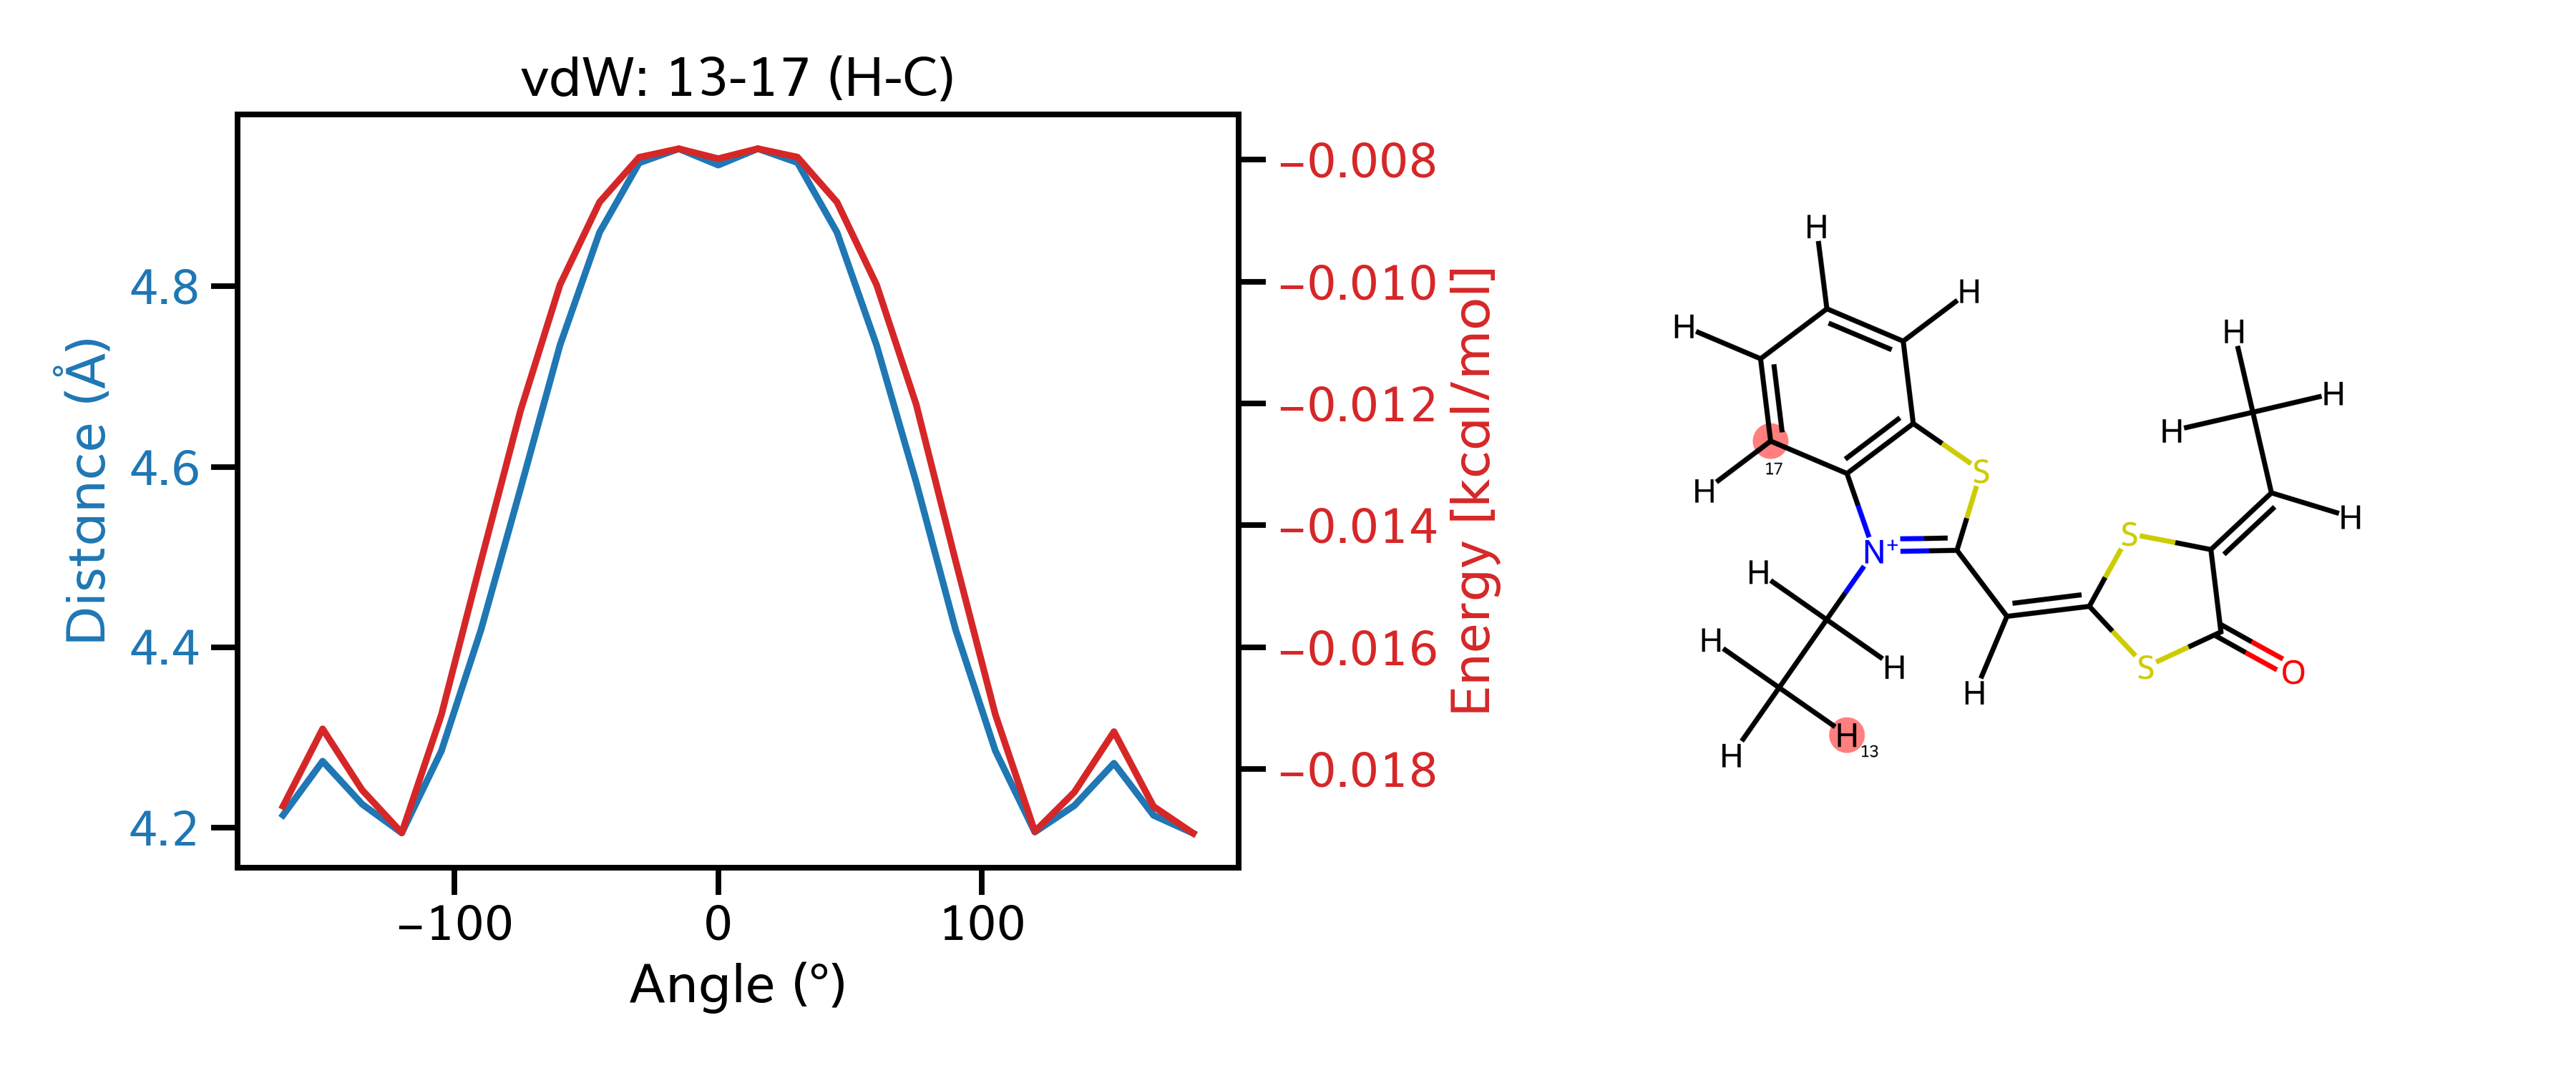 vdW: 13-17 (H-C)
4.8
4.6
4.4
4.2
Distance (Å)
−100
0
100
Angle (°)
−0.008
−0.010
−0.012
−0.014
−0.016
−0.018
Energy [kcal/mol]
H
H
H
H
H
H
H
17
S
H
S
N⁺
H
H
H
S
O
H
H
13
H